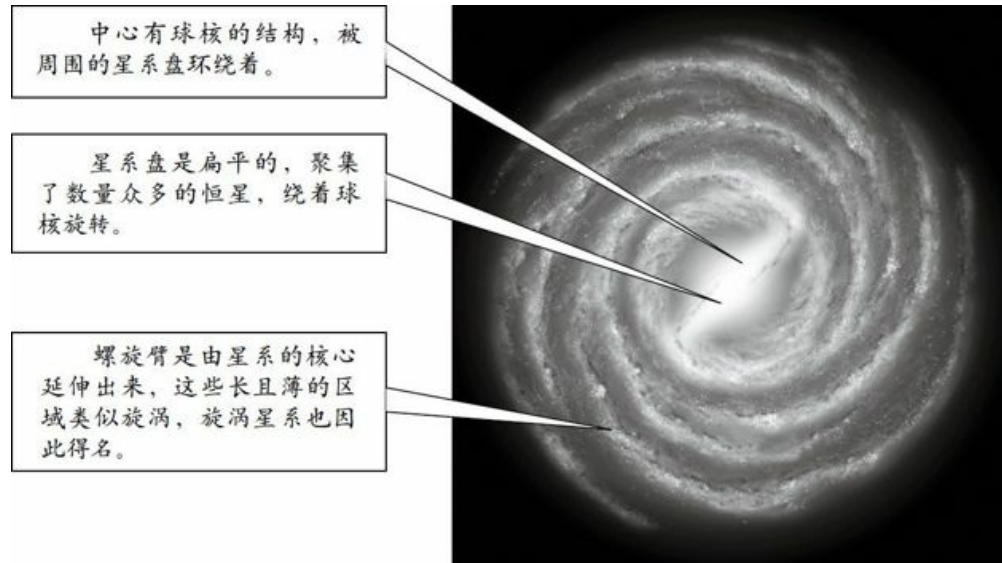 中心有球核的结构，被
周围的星系盘环绕着。
星系盘是扁平的，聚集
了数量众多的恒星，绕着球
核旋转。
螺旋臂是由星系的核心
延伸出来，这些长且薄的区
域类似旋涡，旋涡星系也因
此得名。